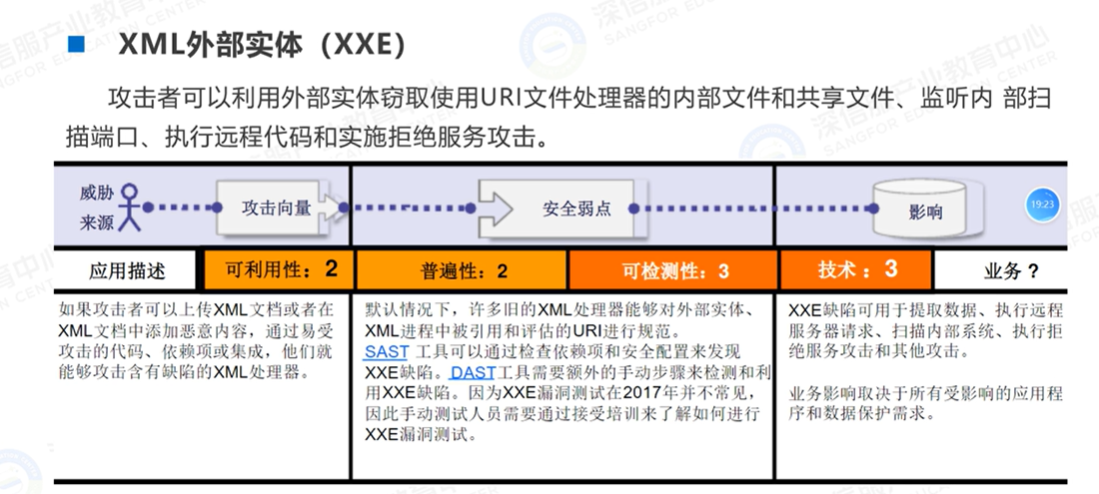 XML外部实体（XXE）
攻击者可以利用外部实体窃取使用URI文件处理器的内部文件和共享文件、监听内 部扫
描端口、执行远程代码和实施拒绝服务攻击。
威胁
来源
攻击向量
安全弱点
影响
19:23
应用描述
可利用性：2
普遍性：2
可检测性：3
技术 ：3
业务 ?
如果攻击者可以上传XML文档或者在
XML文档中添加恶意内容，通过易受
攻击的代码、依赖项或集成，他们就
能够攻击含有缺陷的XML处理器。
默认情况下，许多旧的XML处理器能够对外部实体、
XML进程中被引用和评估的URI进行规范。
SAST 工具可以通过检查依赖项和安全配置来发现
XXE缺陷。DAST工具需要额外的手动步骤来检测和利
用XXE缺陷。因为XXE漏洞测试在2017年并不常见，
因此手动测试人员需要通过接受培训来了解如何进行
XXE漏洞测试。
XXE缺陷可用于提取数据、执行远程
服务器请求、扫描内部系统、执行拒
绝服务攻击和其他攻击。
业务影响取决于所有受影响的应用程
序和数据保护需求。
深信服产业教育中心
SANGFOR EDUCATION CENTER